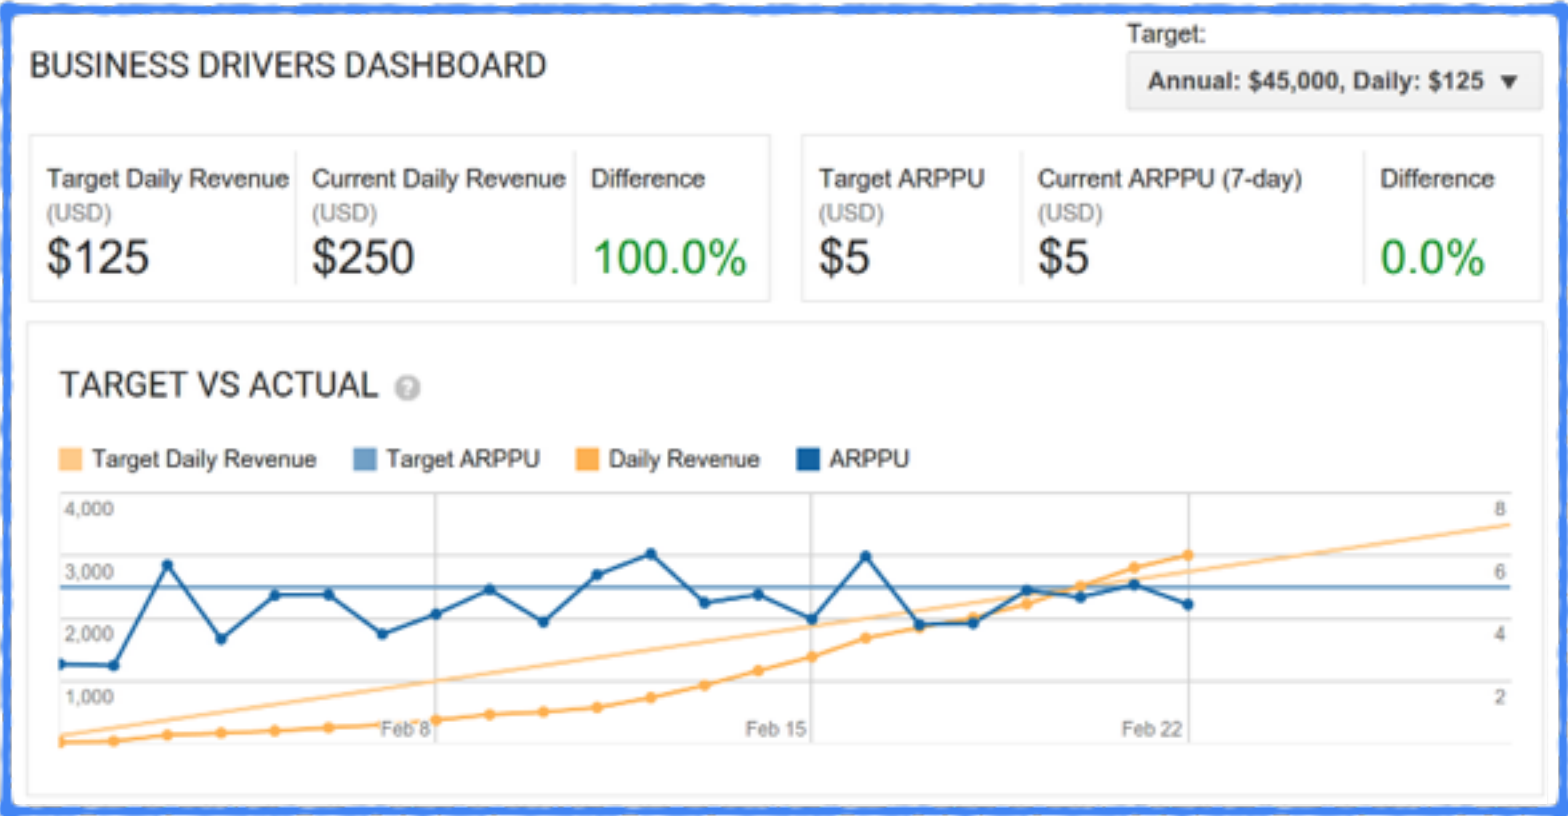 Target:
BUSINESS DRIVERS DASHBOARD
Annual: $45,000, Daily: $125 ▼
Target Daily Revenue
(USD)
$125
Current Daily Revenue
(USD)
$250
Difference
100.0%
Target ARPPU
(USD)
$5
Current ARPPU (7-day)
(USD)
$5
Difference
0.0%
TARGET VS ACTUAL ?
Target Daily Revenue
Target ARPPU
Daily Revenue
ARPPU
4,000
8
3,000
6
2,000
4
1,000
2
Feb 8
Feb 15
Feb 22